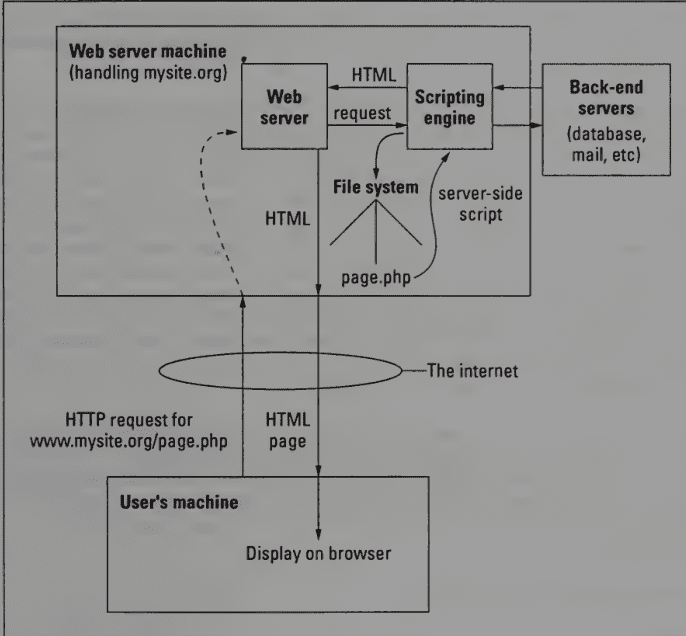 Web server machine
(handling mysite.org)
Web
server
HTML
request
Scripting
engine
Back-end
servers
(database,
mail, etc)
File system
server-side
script
HTML
page.php
The internet
HTTP request for
www.mysite.org/page.php
HTML
page
User's machine
Display on browser